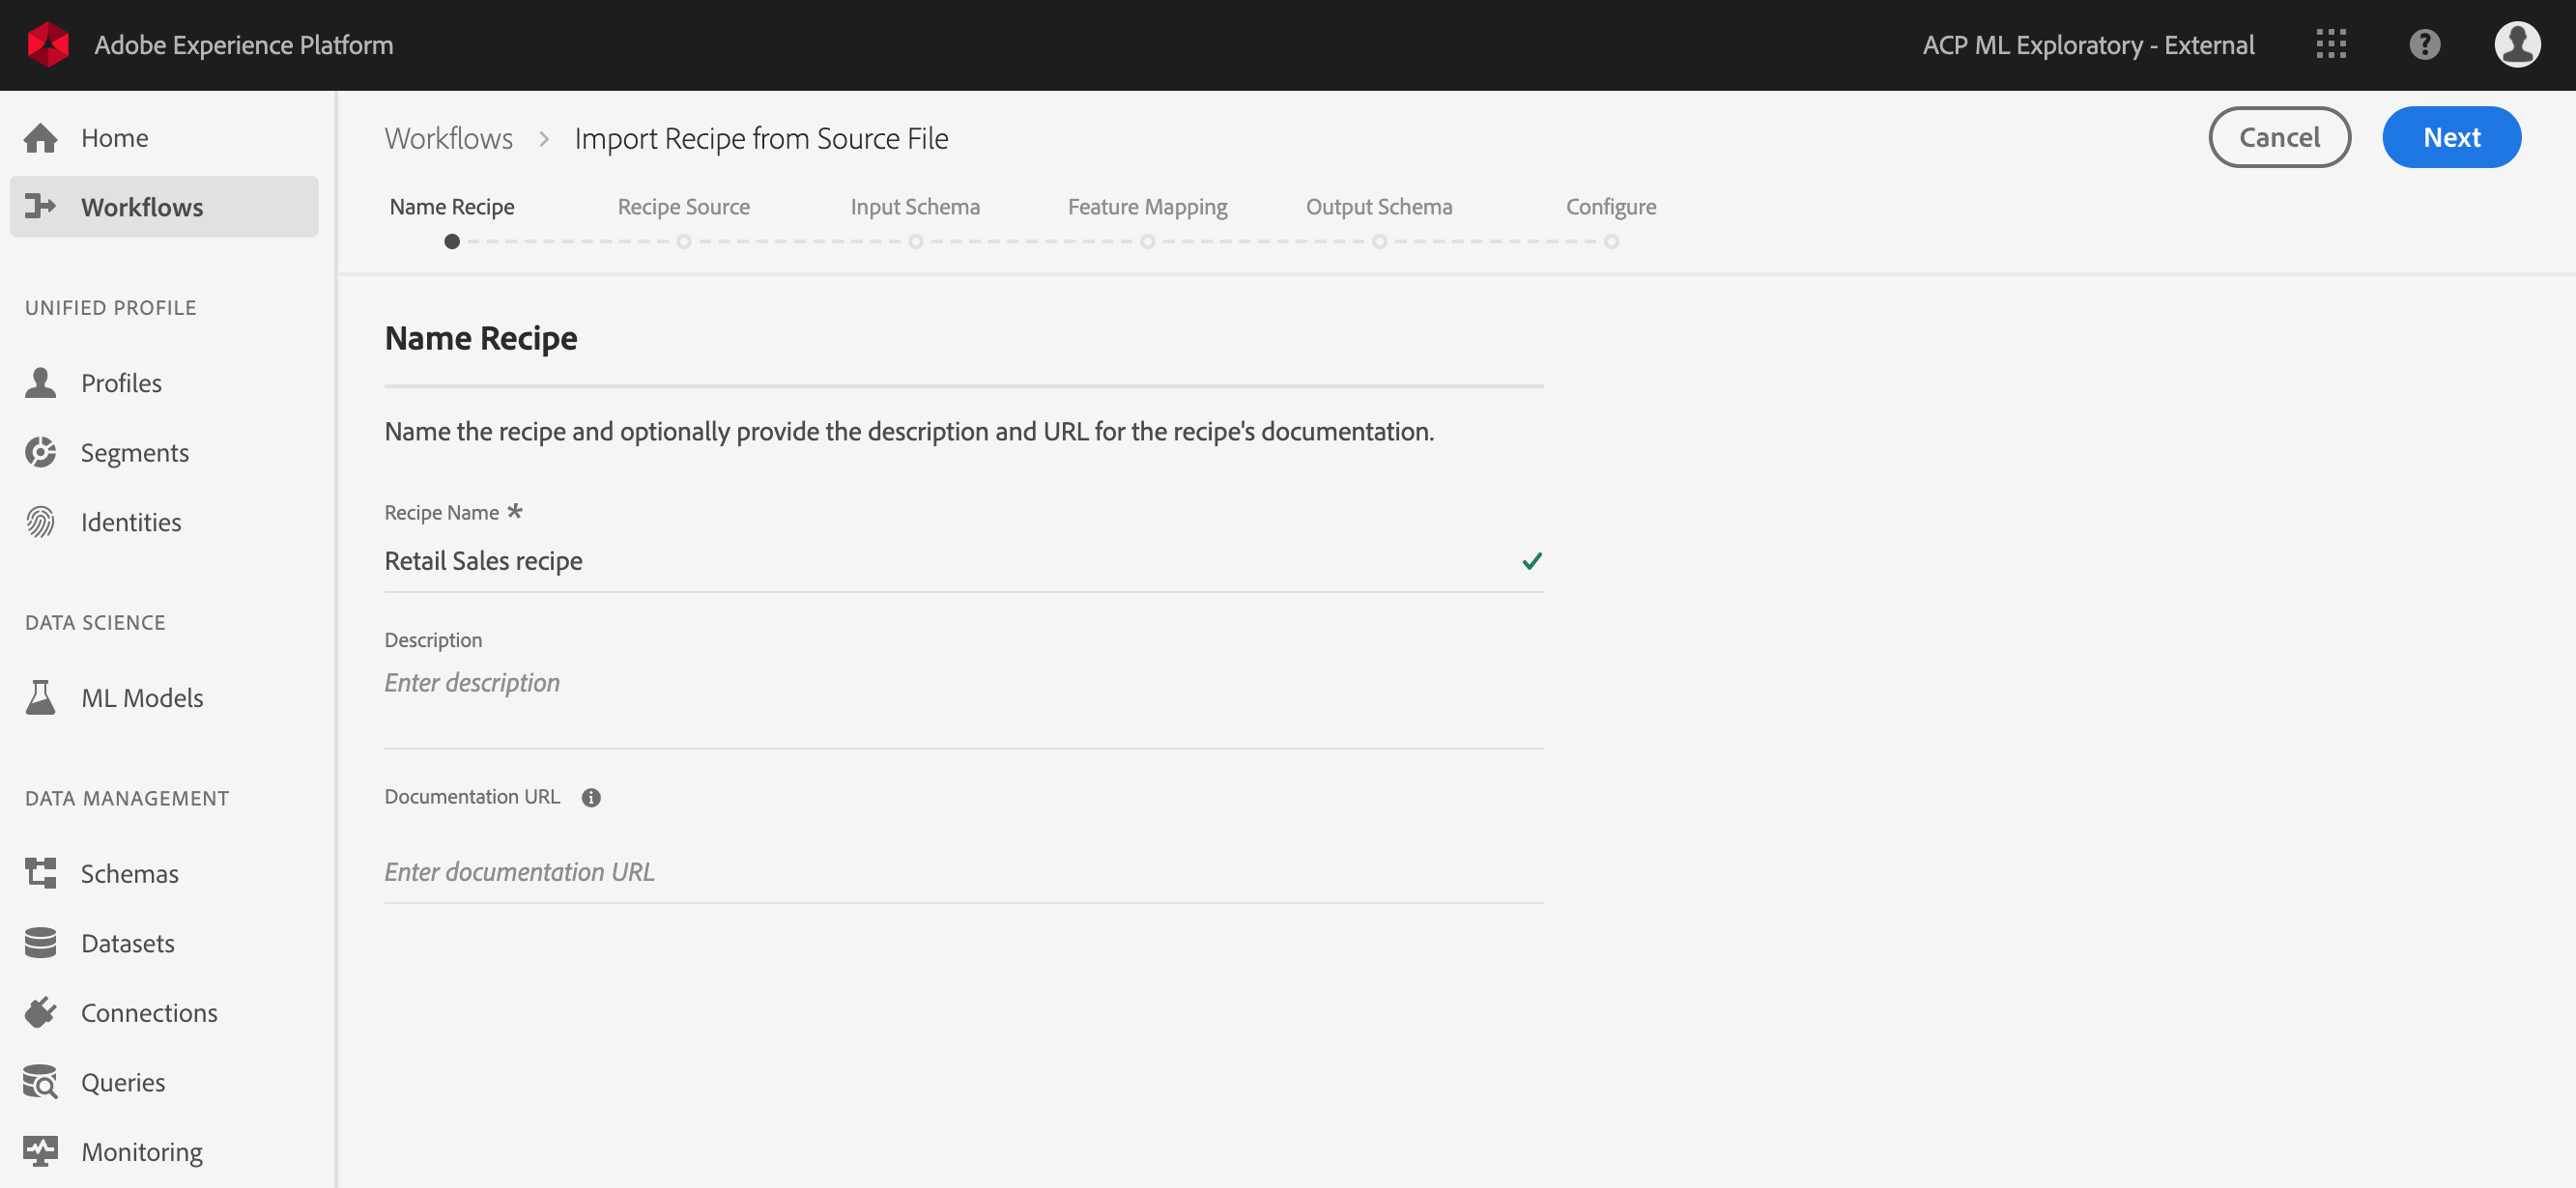 Adobe Experience Platform
ACP ML Exploratory - External
Home
Workflows
UNIFIED PROFILE
Profiles
Segments
Identities
DATA SCIENCE
ML Models
DATA MANAGEMENT
Schemas
Datasets
Connections
Queries
Monitoring
Workflows > Import Recipe from Source File
Cancel
Next
Name Recipe
Recipe Source
Input Schema
Feature Mapping
Output Schema
Configure
Name Recipe
Name the recipe and optionally provide the description and URL for the recipe's documentation.
Recipe Name *
Retail Sales recipe
Description
Enter description
Documentation URL
Enter documentation URL